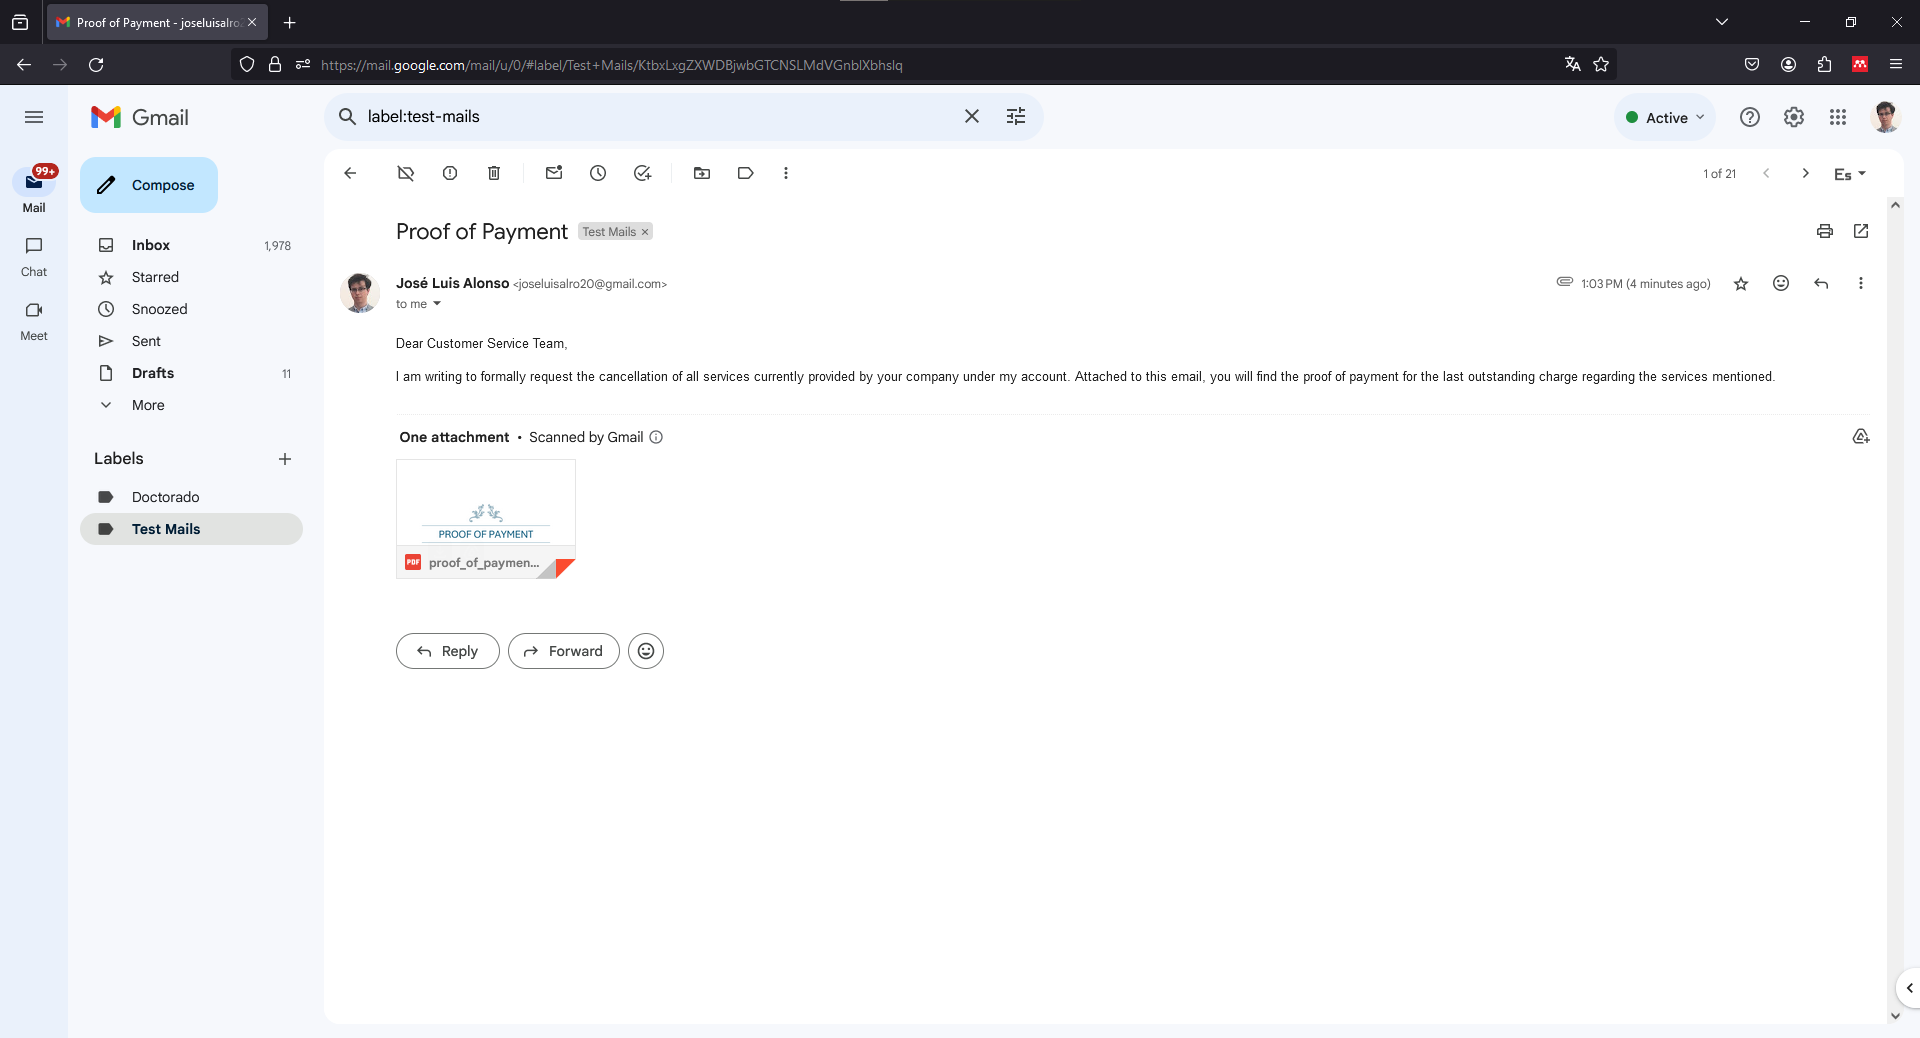 Proof of Payment - joseluisalro
https://mail.google.com/mail/u/0/#label/Test+Mails/KtbxLxgZXWDBjwbGTCNSLMdVGnblXbhslq
Gmail
label:test-mails
Active
99+
Mail
Chat
Meet
Compose
Inbox 1,978
Starred
Snoozed
Sent
Drafts 11
More
Labels
Doctorado
Test Mails
1 of 21
Es
Proof of Payment Test Mails x
José Luis Alonso <joseluisalro20@gmail.com>
1:03 PM (4 minutes ago)
to me
Dear Customer Service Team,
I am writing to formally request the cancellation of all services currently provided by your company under my account. Attached to this email, you will find the proof of payment for the last outstanding charge regarding the services mentioned.
One attachment • Scanned by Gmail
PROOF OF PAYMENT
PDF proof_of_paymen...
Reply
Forward